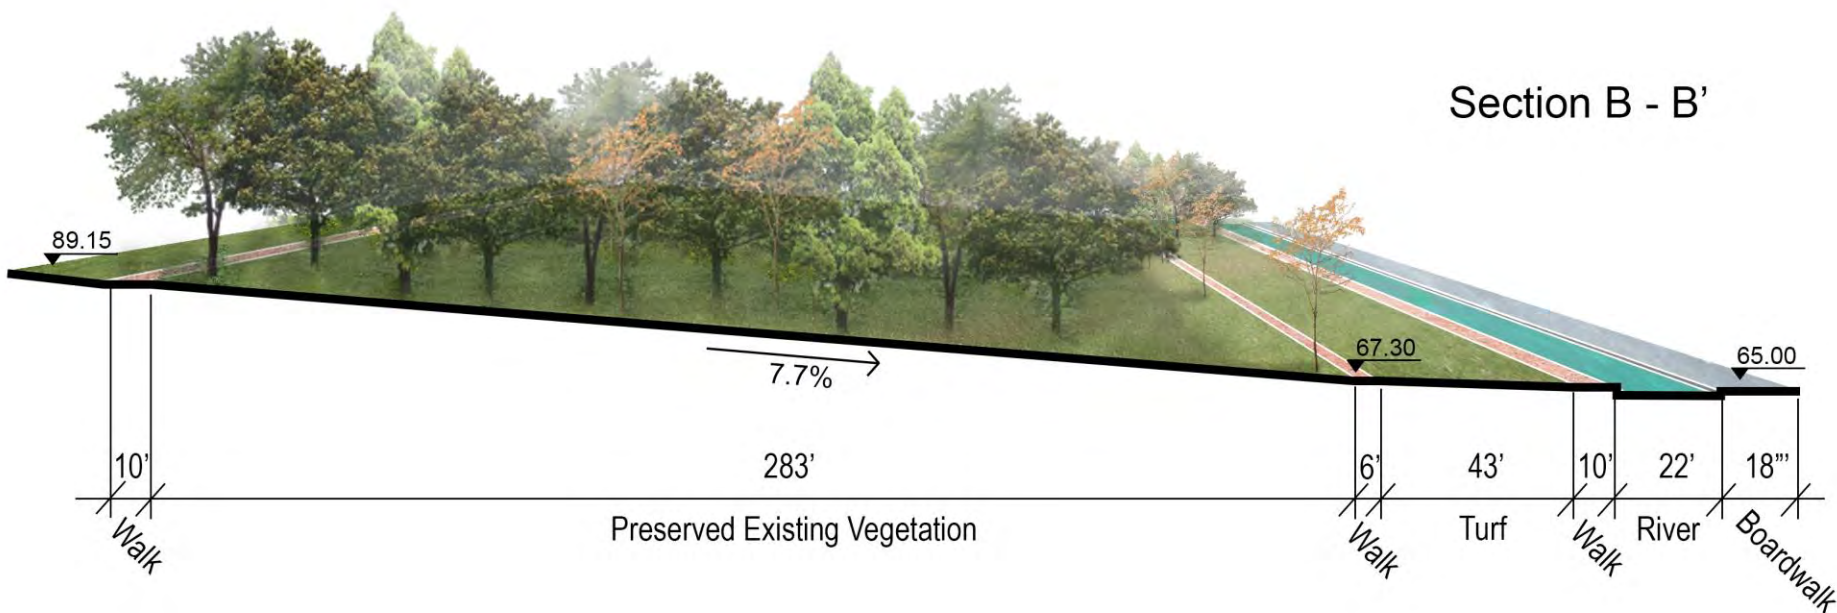 Section B - B’
89.15
67.30
65.00
7.7%
10’
283’
6’
43’
10’
22’
18’’’
Walk
Preserved Existing Vegetation
Walk
Turf
Walk
River
Boardwalk